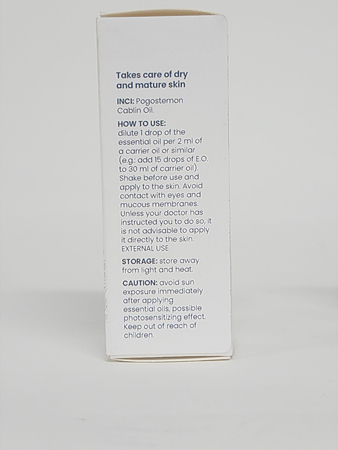 Takes care of dry
and mature skin
INCI: Pogostemon
Cablin Oil.
HOW TO USE:
dilute 1 drop of the
essential oil per 2 ml of
a carrier oil or similar
(e.g.: add 15 drops of E.O.
to 30 ml of carrier oil).
Shake before use and
apply to the skin. Avoid
contact with eyes and
mucous membranes.
Unless your doctor has
instructed you to do so, it
is not advisable to apply
it directly to the skin.
EXTERNAL USE
STORAGE: store away
from light and heat.
CAUTION: avoid sun
exposure immediately
after applying
essential oils, possible
photosensitizing effect.
Keep out of reach of
children.